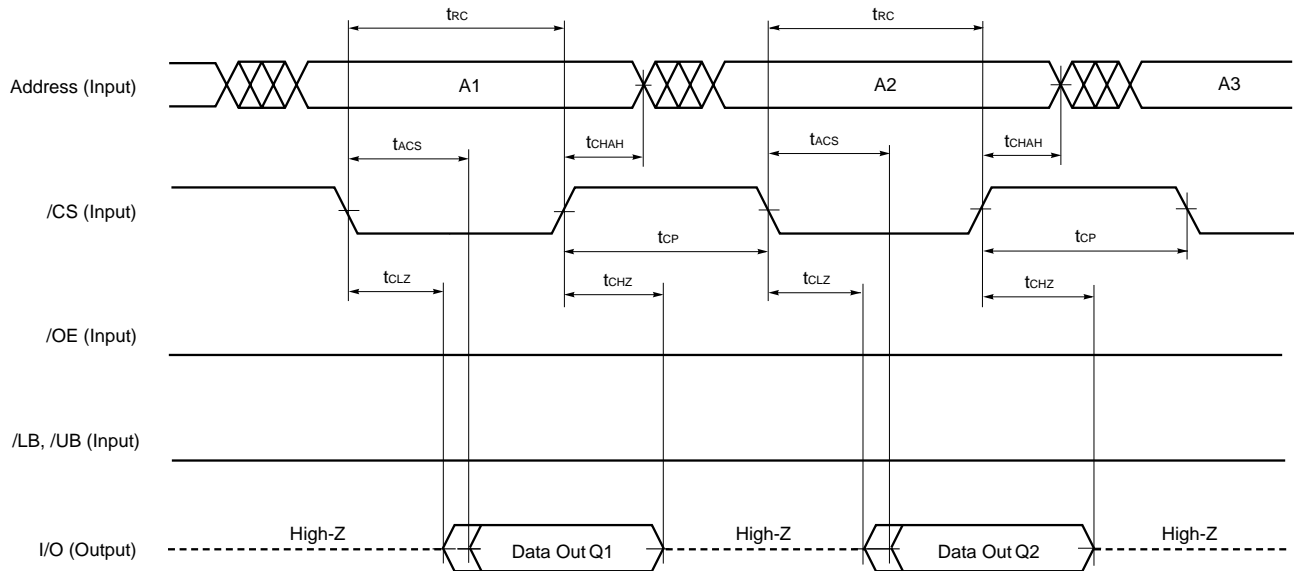 tRC tRC
Address (Input) A1 A2 A3
tACS tCHAH tACS tCHAH
/CS (Input)
tCP tCP
tCLZ tCHZ tCLZ tCHZ
/OE (Input)
/LB, /UB (Input)
High-Z High-Z High-Z
I/O (Output) Data Out Q1 Data Out Q2